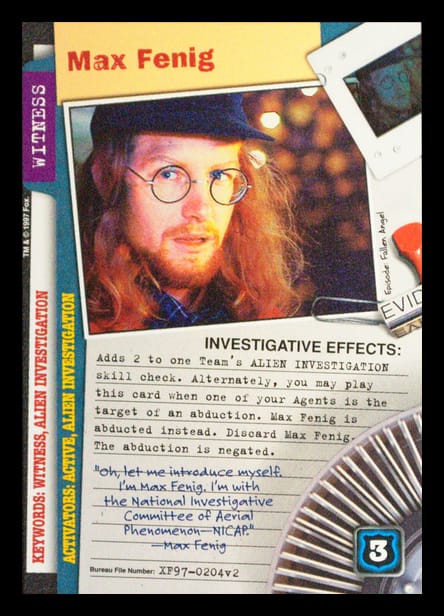 Max Fenig
WITNESS
TM & © 1997 Fox.
KEYWORDS: WITNESS, ALIEN INVESTIGATION
ACTIVATORS: ACTIVE, ALIEN INVESTIGATION
Episode: Fallen Angel
EVID
INVESTIGATIVE EFFECTS:
Adds 2 to one Team's ALIEN INVESTIGATION
skill check. Alternately, you may play
this card when one of your Agents is the
target of an abduction. Max Fenig is
abducted instead. Discard Max Fenig.
The abduction is negated.
"Oh, let me introduce myself.
I'm Max Fenig. I'm with
the National Investigative
Committee of Aerial
Phenomenon—NICAP."
—Max Fenig
Bureau File Number: XF97-0204v2
3